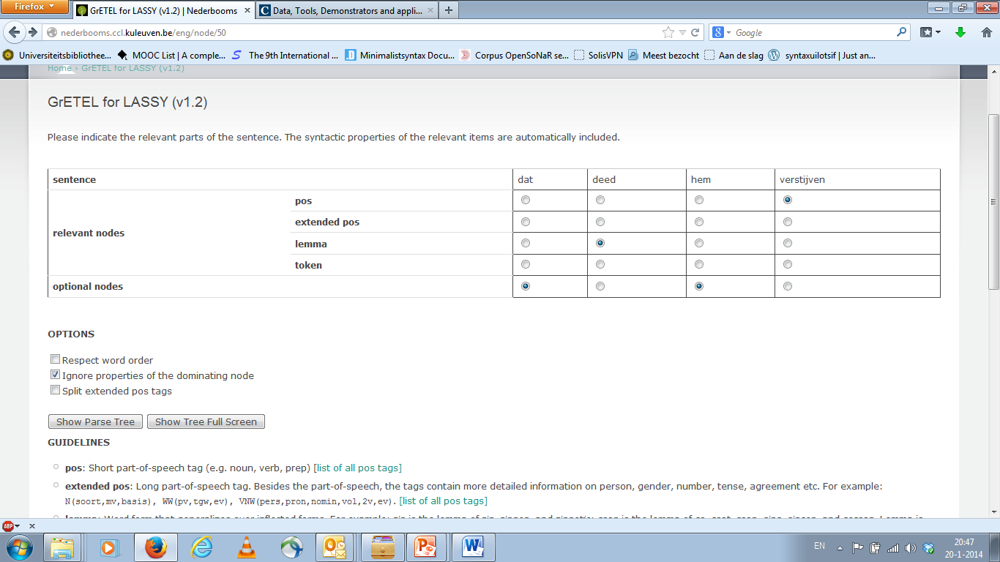 Firefox
GrETEL for LASSY (v1.2) | Nederbooms
Data, Tools, Demonstrators and appli...
nederbooms.ccl.kuleuven.be/eng/node/50
Google
Universiteitsbibliothee...
MOOC List | A comple...
The 9th International ...
Minimalistsyntax Docu...
Corpus OpenSoNaR se...
SolisVPN
Meest bezocht
Aan de slag
syntaxuilotsif | Just an...
Home › GrETEL for LASSY (v1.2)
GrETEL for LASSY (v1.2)
Please indicate the relevant parts of the sentence. The syntactic properties of the relevant items are automatically included.
sentence dat deed hem verstijven
relevant nodes
pos
extended pos
lemma
token
optional nodes
OPTIONS
Respect word order
Ignore properties of the dominating node
Split extended pos tags
Show Parse Tree Show Tree Full Screen
GUIDELINES
pos: Short part-of-speech tag (e.g. noun, verb, prep) [list of all pos tags]
extended pos: Long part-of-speech tag. Besides the part-of-speech, the tags contain more detailed information on person, gender, number, tense, agreement etc. For example:
N(soort,mv,basis), WW(pv,tgw,ev), VNW(pers,pron,nomin,vol,2v,ev). [list of all pos tags]
ABP
EN
20:47
20-1-2014